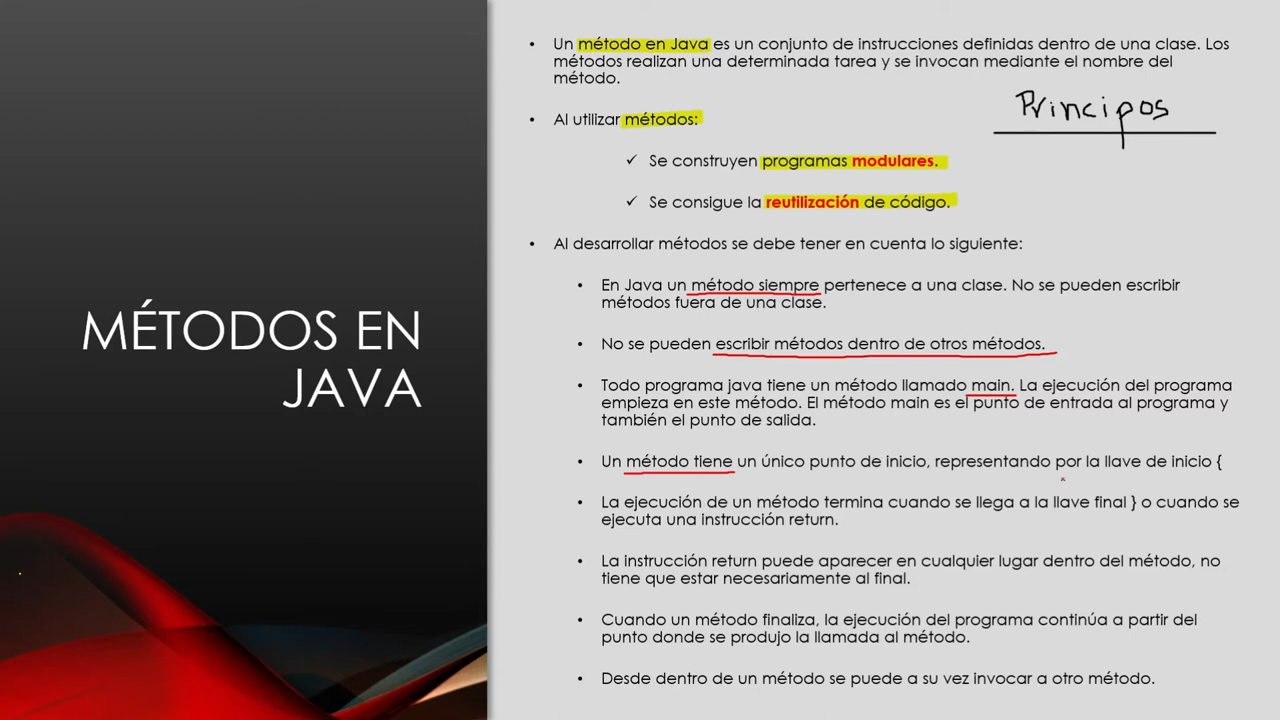 MÉTODOS EN
JAVA
• Un método en Java es un conjunto de instrucciones definidas dentro de una clase. Los
métodos realizan una determinada tarea y se invocan mediante el nombre del
método.
Principos
• Al utilizar métodos:
✓ Se construyen programas modulares.
✓ Se consigue la reutilización de código.
• Al desarrollar métodos se debe tener en cuenta lo siguiente:
• En Java un método siempre pertenece a una clase. No se pueden escribir
métodos fuera de una clase.
• No se pueden escribir métodos dentro de otros métodos.
• Todo programa java tiene un método llamado main. La ejecución del programa
empieza en este método. El método main es el punto de entrada al programa y
también el punto de salida.
• Un método tiene un único punto de inicio, representando por la llave de inicio {
• La ejecución de un método termina cuando se llega a la llave final } o cuando se
ejecuta una instrucción return.
• La instrucción return puede aparecer en cualquier lugar dentro del método, no
tiene que estar necesariamente al final.
• Cuando un método finaliza, la ejecución del programa continúa a partir del
punto donde se produjo la llamada al método.
• Desde dentro de un método se puede a su vez invocar a otro método.